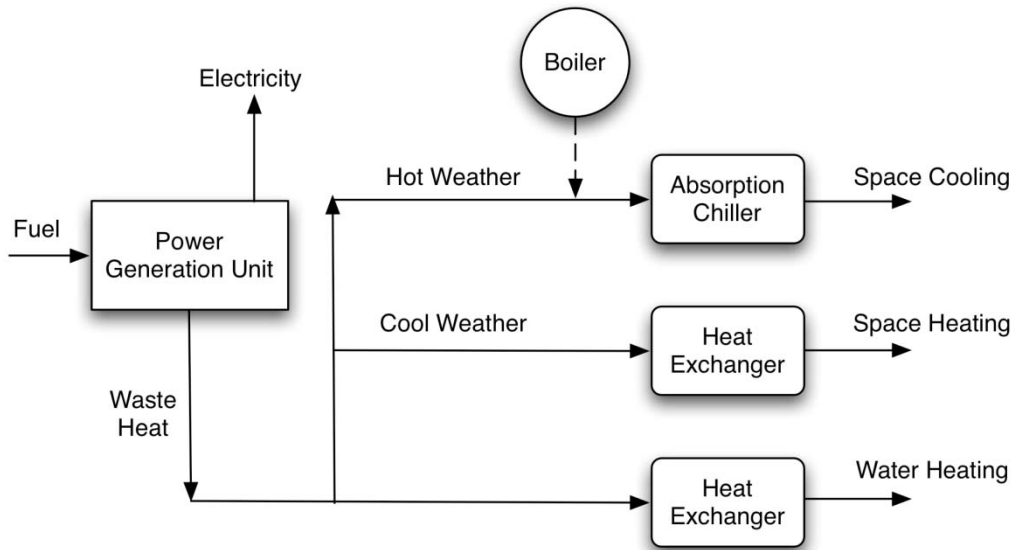 Boiler
Electricity
Hot Weather
Absorption
Chiller
Space Cooling
Fuel
Power
Generation Unit
Cool Weather
Heat
Exchanger
Space Heating
Waste
Heat
Heat
Exchanger
Water Heating